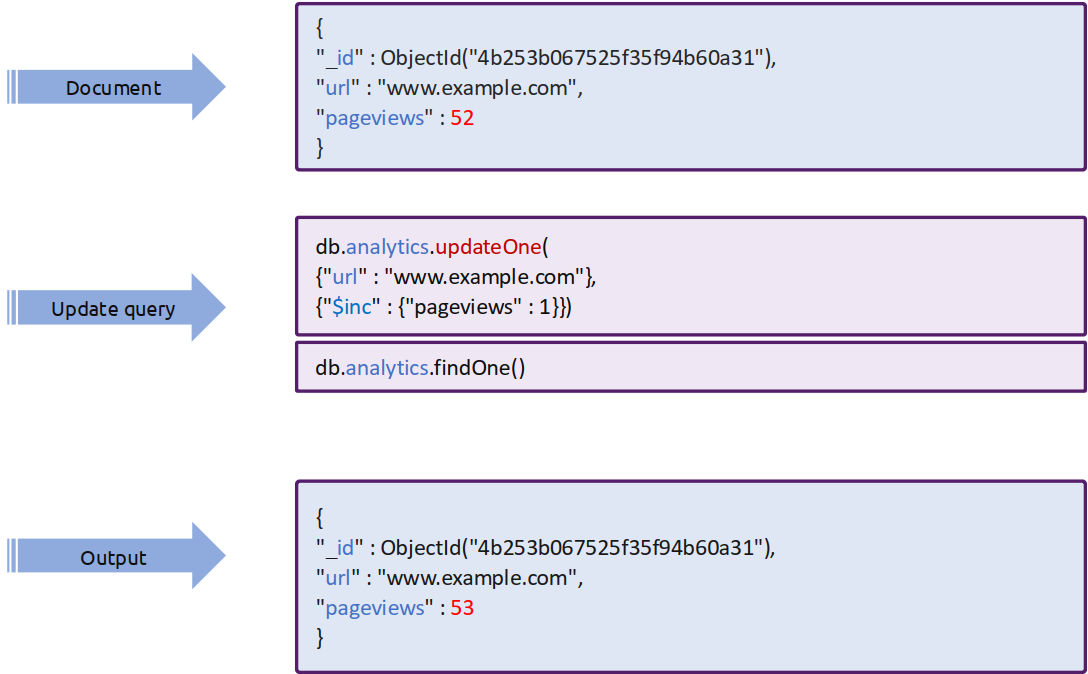 Document
{
"_id" : ObjectId("4b253b067525f35f94b60a31"),
"url" : "www.example.com",
"pageviews" : 52
}
Update query
db.analytics.updateOne(
{"url" : "www.example.com"},
{"$inc" : {"pageviews" : 1}})
db.analytics.findOne()
Output
{
"_id" : ObjectId("4b253b067525f35f94b60a31"),
"url" : "www.example.com",
"pageviews" : 53
}